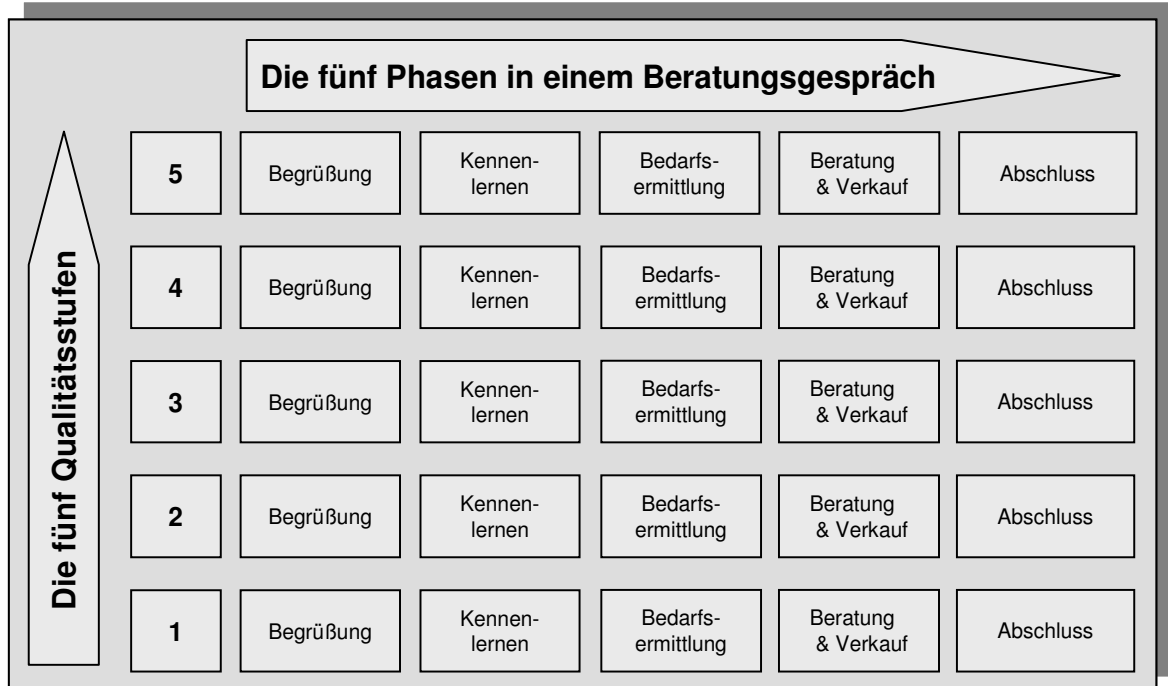 Die fünf Phasen in einem Beratungsgespräch
Die fünf Qualitätsstufen
5
Begrüßung
Kennen-
lernen
Bedarfs-
ermittlung
Beratung
& Verkauf
Abschluss
4
Begrüßung
Kennen-
lernen
Bedarfs-
ermittlung
Beratung
& Verkauf
Abschluss
3
Begrüßung
Kennen-
lernen
Bedarfs-
ermittlung
Beratung
& Verkauf
Abschluss
2
Begrüßung
Kennen-
lernen
Bedarfs-
ermittlung
Beratung
& Verkauf
Abschluss
1
Begrüßung
Kennen-
lernen
Bedarfs-
ermittlung
Beratung
& Verkauf
Abschluss